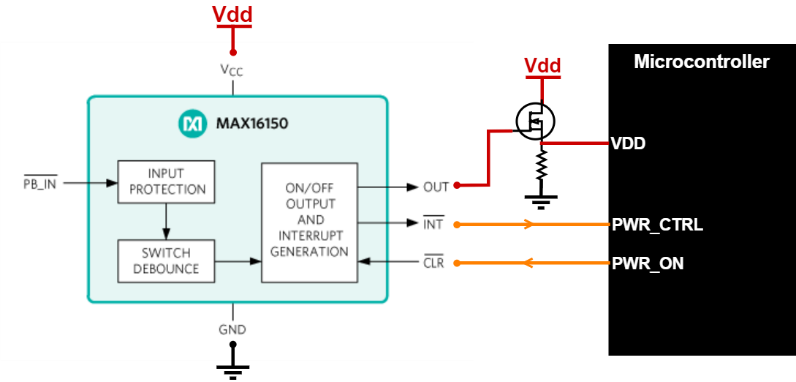 Vdd
VCC
MAX16150
PB_IN
INPUT
PROTECTION
SWITCH
DEBOUNCE
ON/OFF
OUTPUT
AND
INTERRUPT
GENERATION
OUT
INT
CLR
GND
Vdd
Microcontroller
VDD
PWR_CTRL
PWR_ON